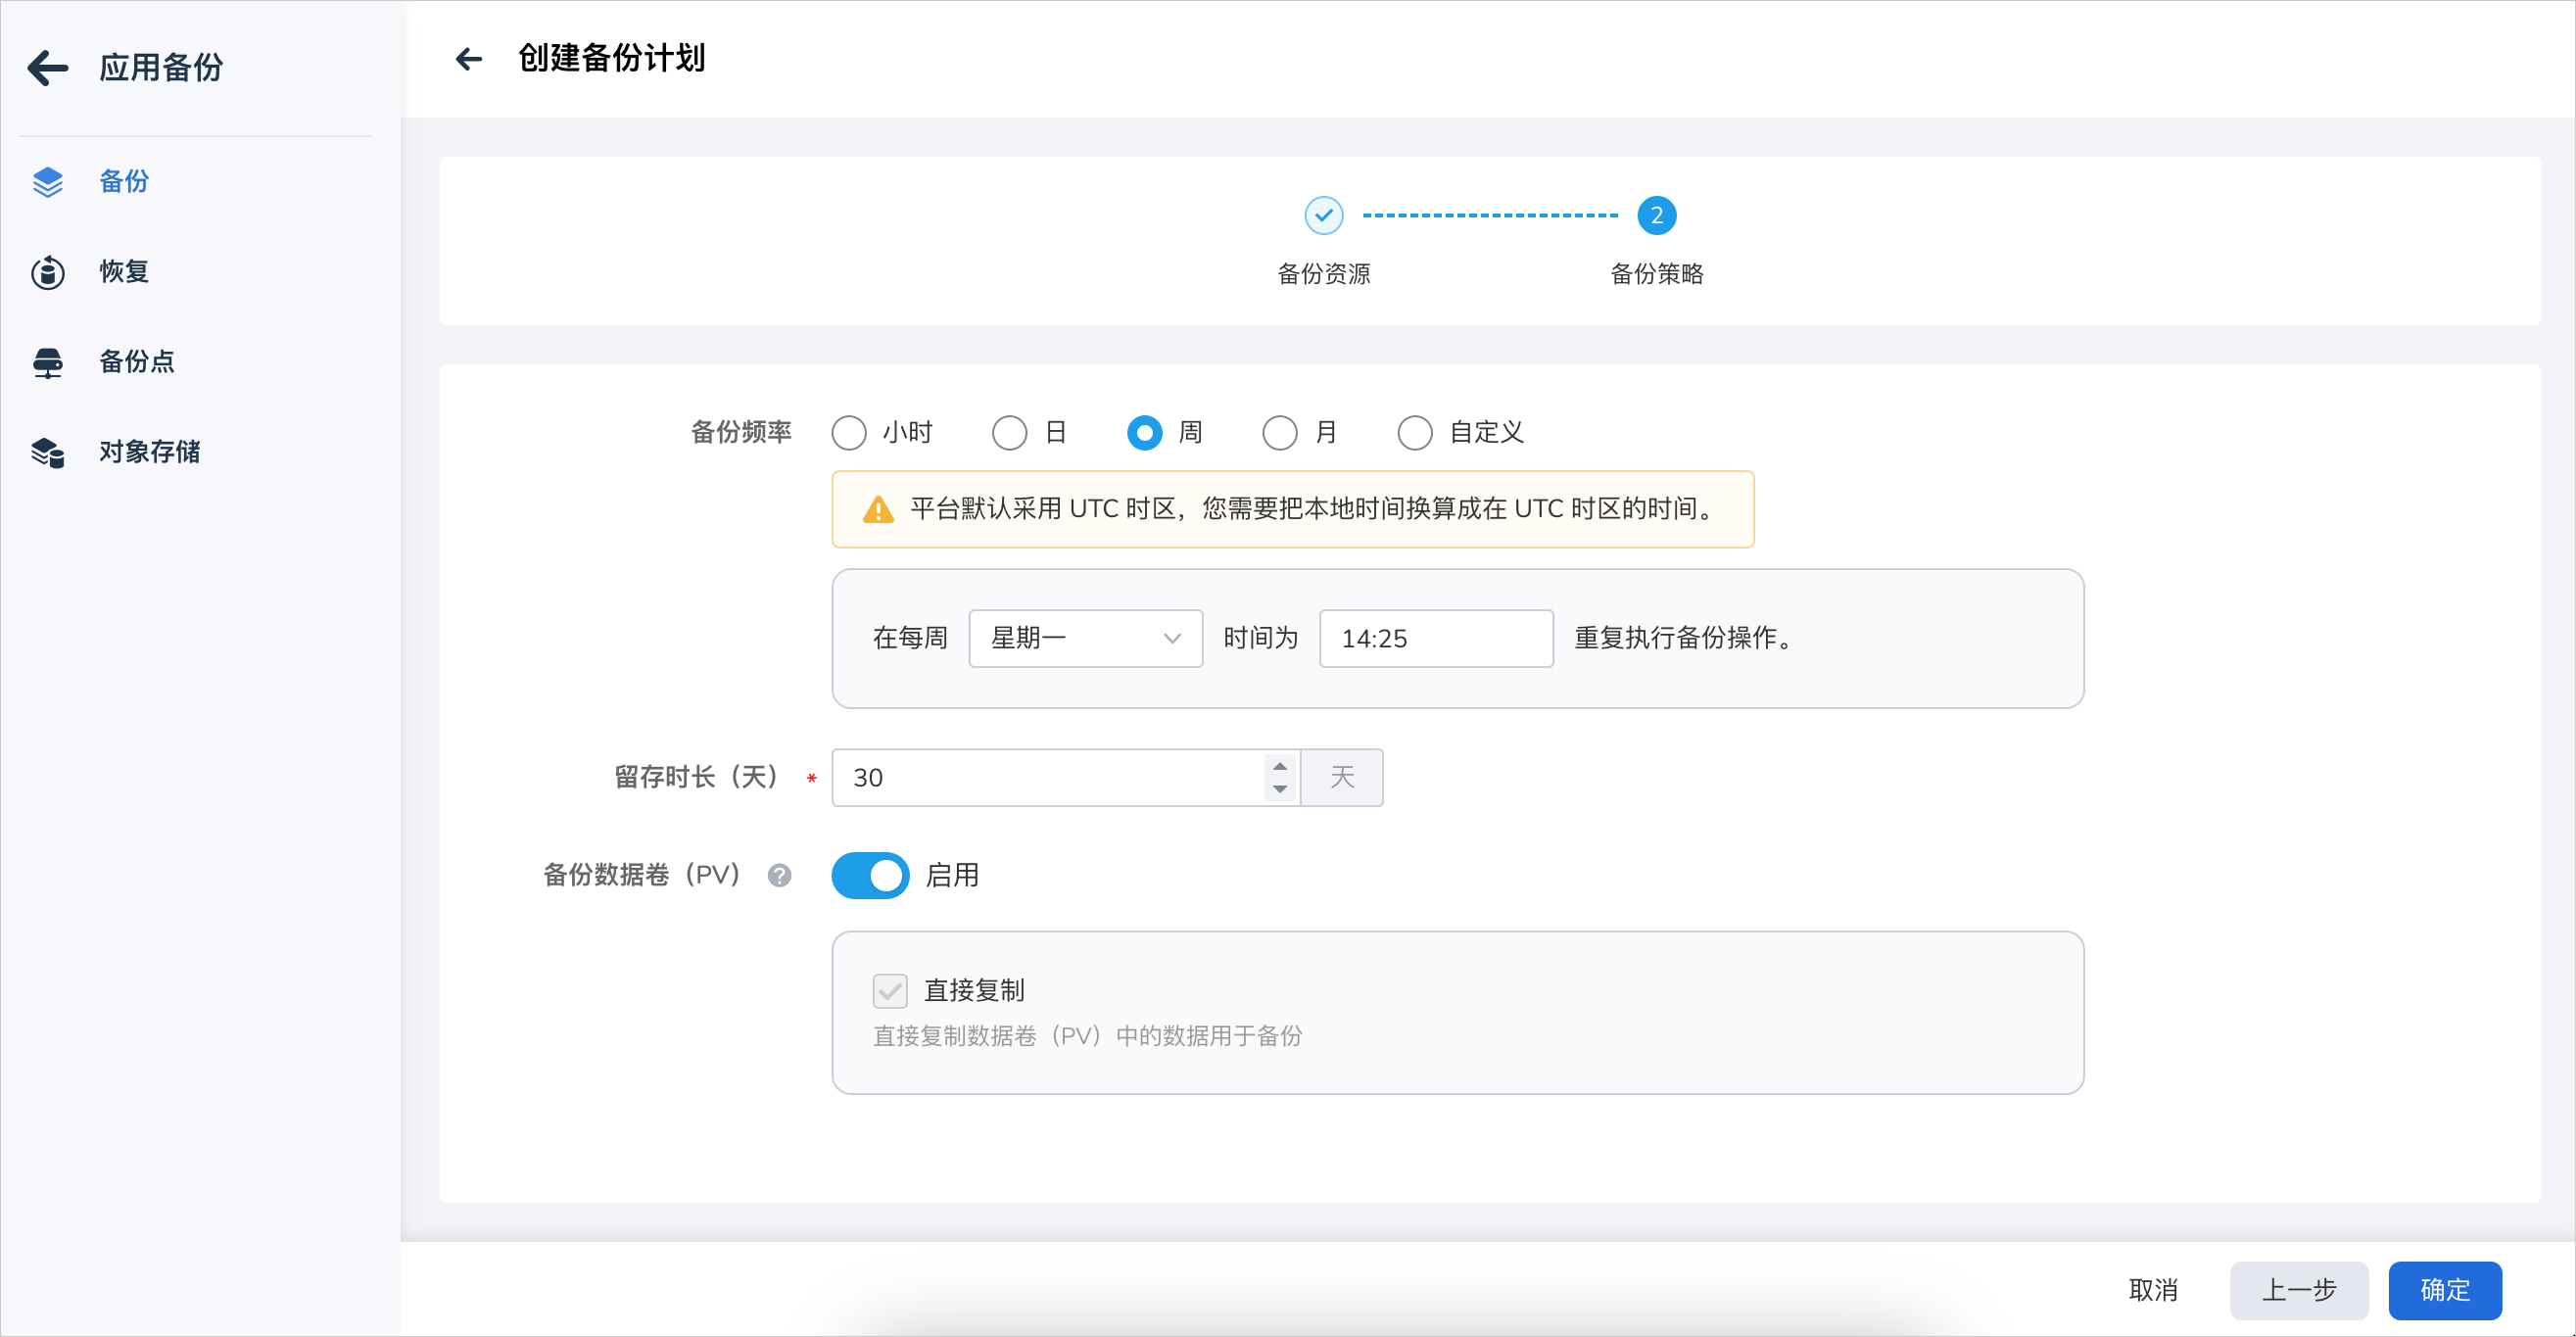 应用备份
备份
恢复
备份点
对象存储
创建备份计划
2
备份资源
备份策略
备份频率 小时 日 周 月 自定义
平台默认采用 UTC 时区，您需要把本地时间换算成在 UTC 时区的时间。
在每周 星期一 时间为 14:25 重复执行备份操作。
留存时长（天） * 30 天
备份数据卷（PV） ? 启用
直接复制
直接复制数据卷（PV）中的数据用于备份
取消 上一步 确定